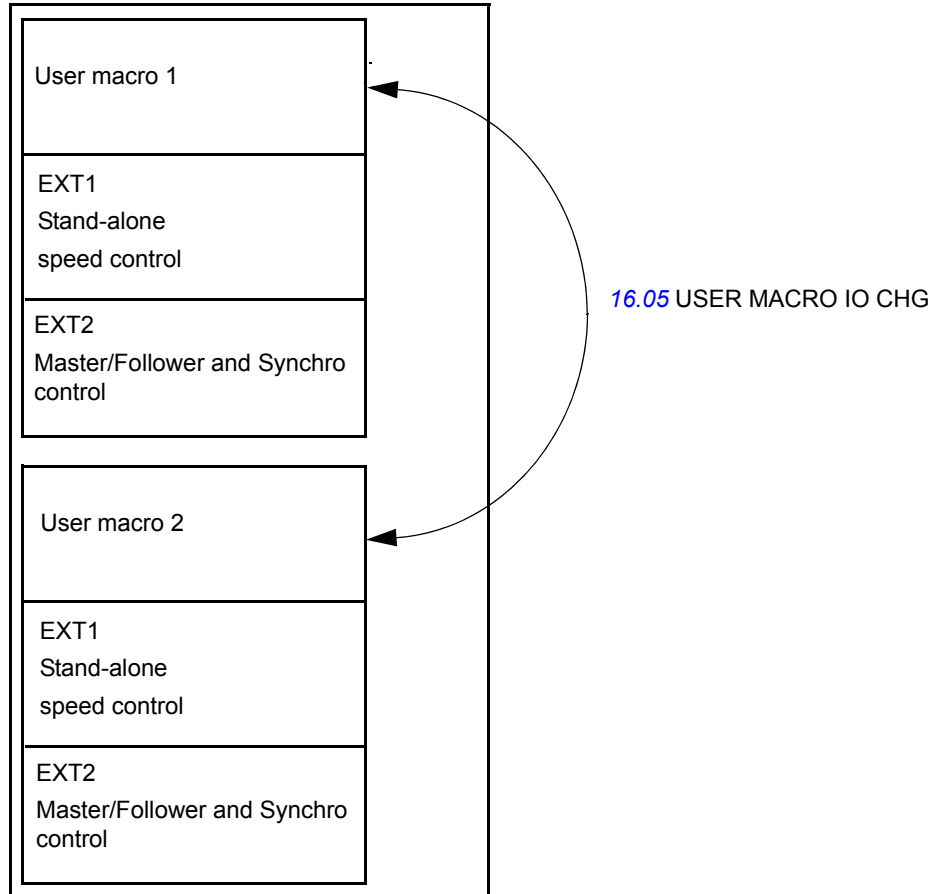 User macro 1
EXT1
Stand-alone
speed control
16.05 USER MACRO IO CHG
EXT2
Master/Follower and Synchro
control
User macro 2
EXT1
Stand-alone
speed control
EXT2
Master/Follower and Synchro
control